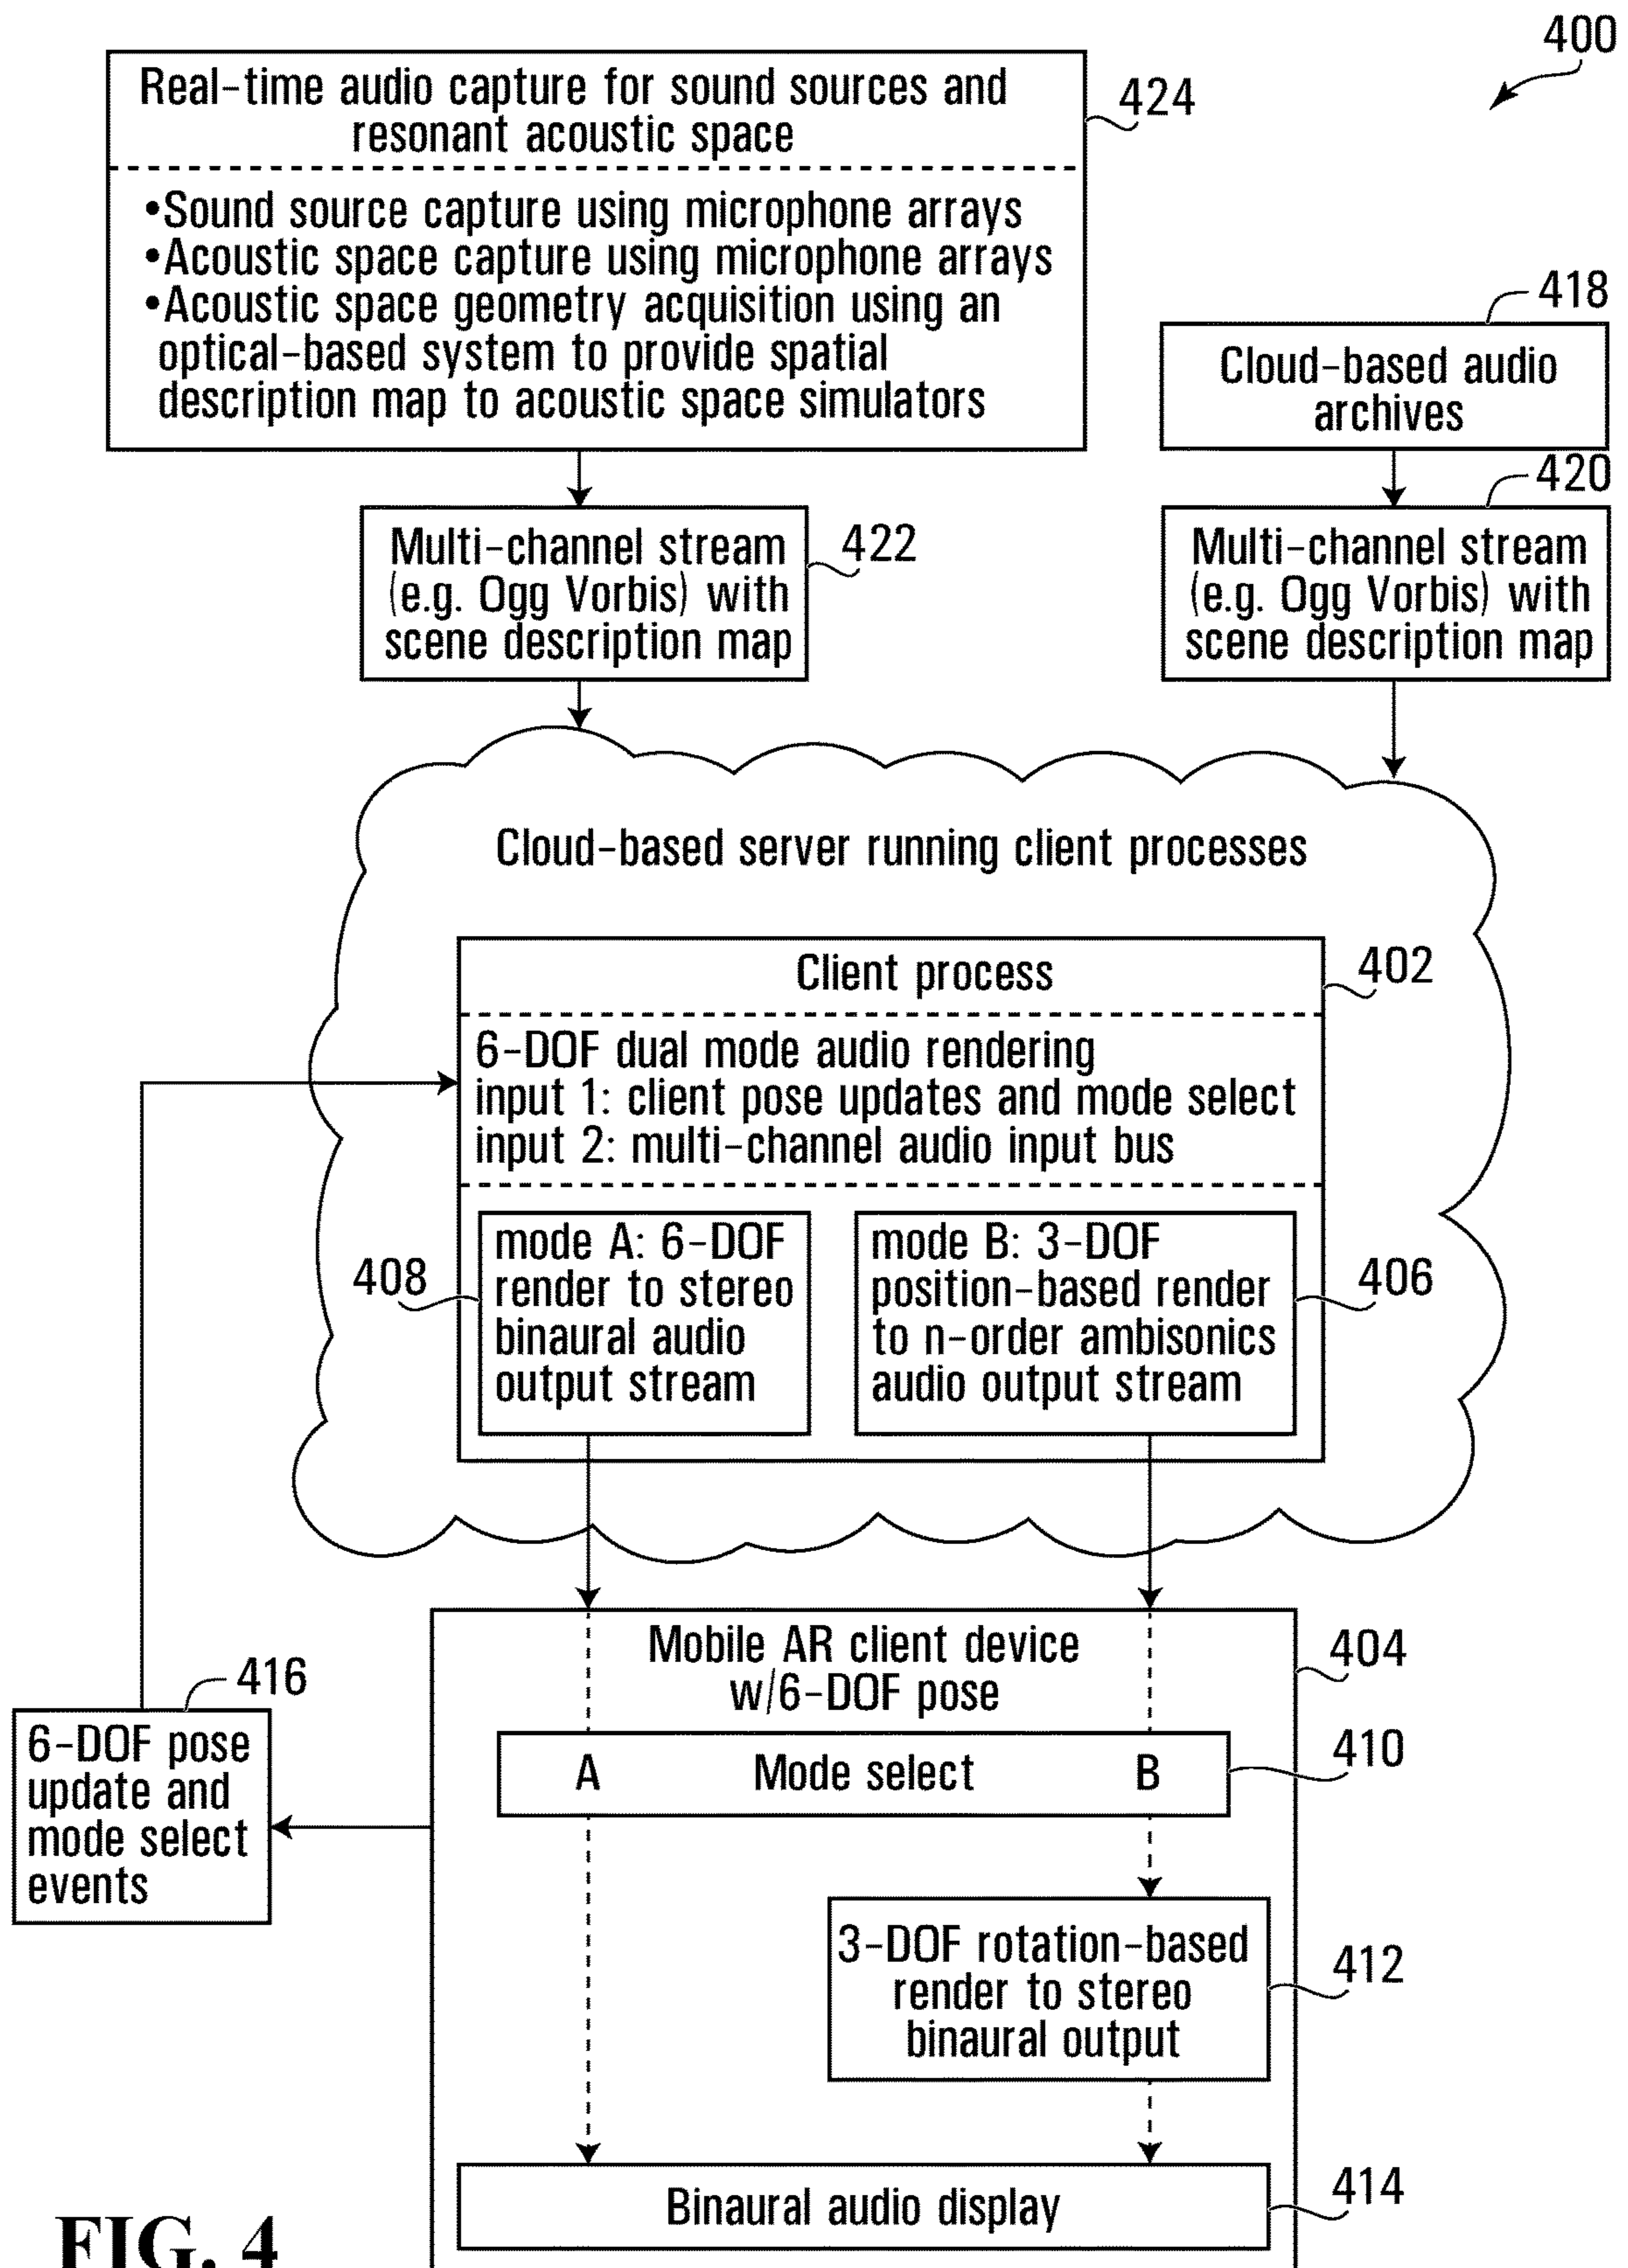 400
Real-time audio capture for sound sources and
resonant acoustic space
424
•Sound source capture using microphone arrays
•Acoustic space capture using microphone arrays
•Acoustic space geometry acquisition using an
optical-based system to provide spatial
description map to acoustic space simulators
418
Cloud-based audio
archives
420
Multi-channel stream
(e.g. Ogg Vorbis) with
scene description map
422
Multi-channel stream
(e.g. Ogg Vorbis) with
scene description map
Cloud-based server running client processes
Client process
402
6-DOF dual mode audio rendering
input 1: client pose updates and mode select
input 2: multi-channel audio input bus
408
mode A: 6-DOF
render to stereo
binaural audio
output stream
mode B: 3-DOF
position-based render
to n-order ambisonics
audio output stream
406
Mobile AR client device
w/6-DOF pose
404
416
6-DOF pose
update and
mode select
events
A Mode select B
410
3-DOF rotation-based
render to stereo
binaural output
412
Binaural audio display
414
FIG. 4